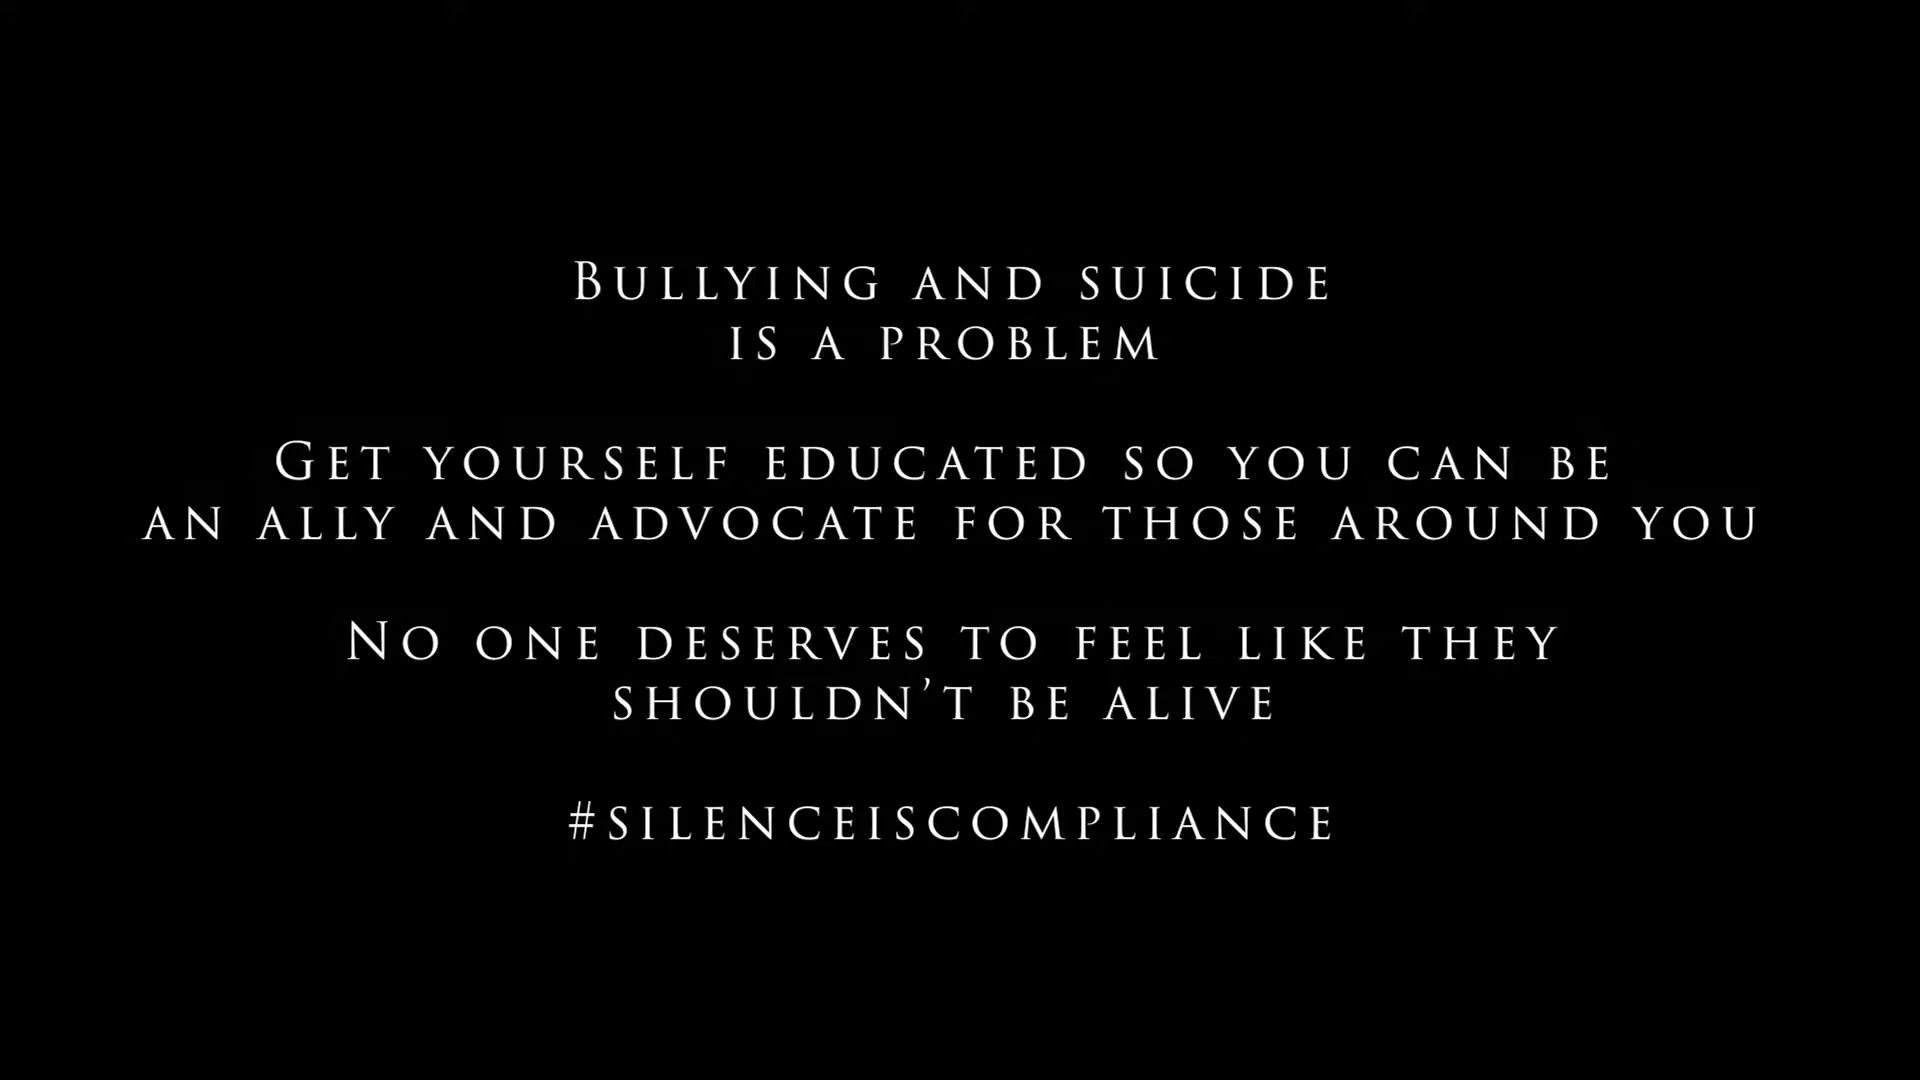 Bullying and suicide
is a problem
Get yourself educated so you can be
an ally and advocate for those around you
No one deserves to feel like they
shouldn’t be alive
#silenceiscompliance